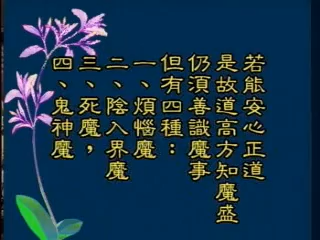 若能安心正道
是故道高方知魔盛
仍須善識魔事
但有四種：
一、煩惱魔
二、陰入界魔
三、死魔，
四、鬼神魔